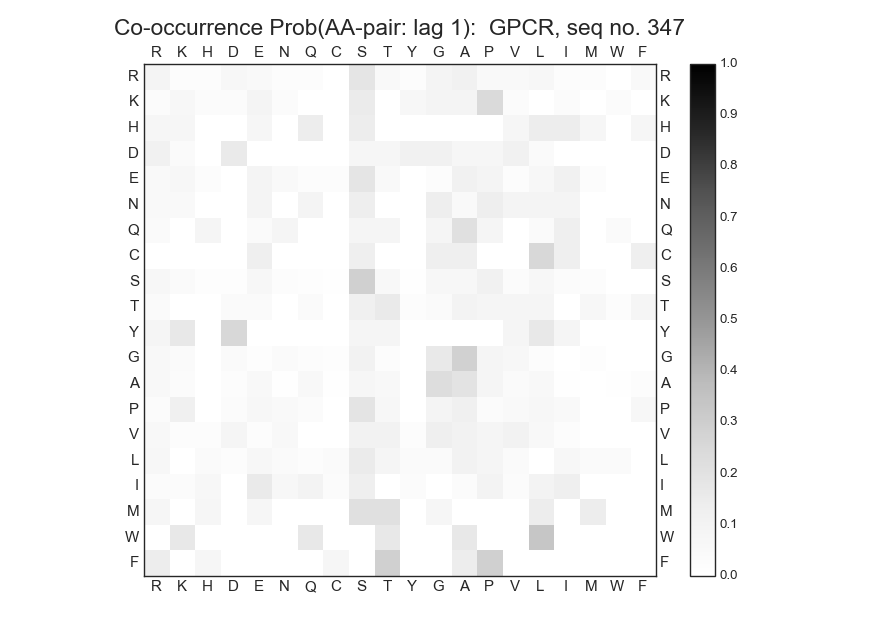 Co-occurrence Prob(AA-pair: lag 1):  GPCR, seq no. 347
R K H D E N Q C S T Y G A P V L I M W F
R R 1.0
K K 0.9
H H
D D 0.8
E E
N N 0.7
Q Q 0.6
C C
S S 0.5
T T
Y Y
G G 0.4
A A
P P 0.3
V V
L L 0.2
I I
M M 0.1
W W
F F 0.0
R K H D E N Q C S T Y G A P V L I M W F